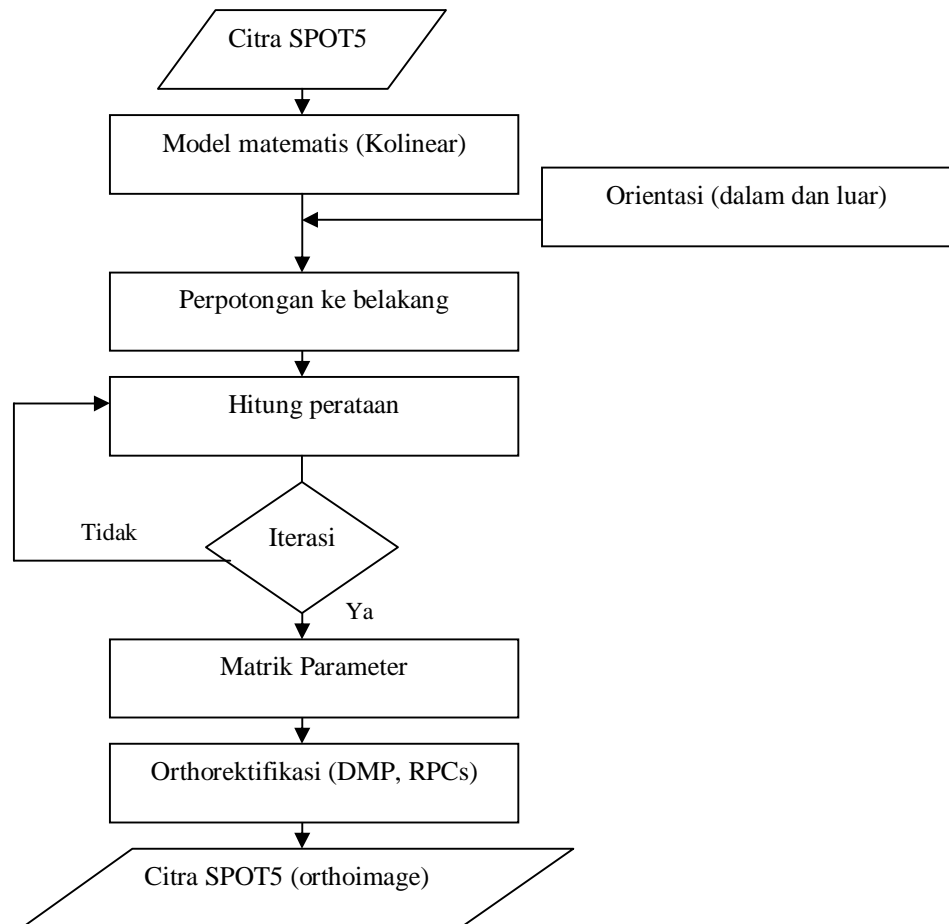 Citra SPOT5
Model matematis (Kolinear)
Orientasi (dalam dan luar)
Perpotongan ke belakang
Hitung perataan
Tidak
Iterasi
Ya
Matrik Parameter
Orthorektifikasi (DMP, RPCs)
Citra SPOT5 (orthoimage)